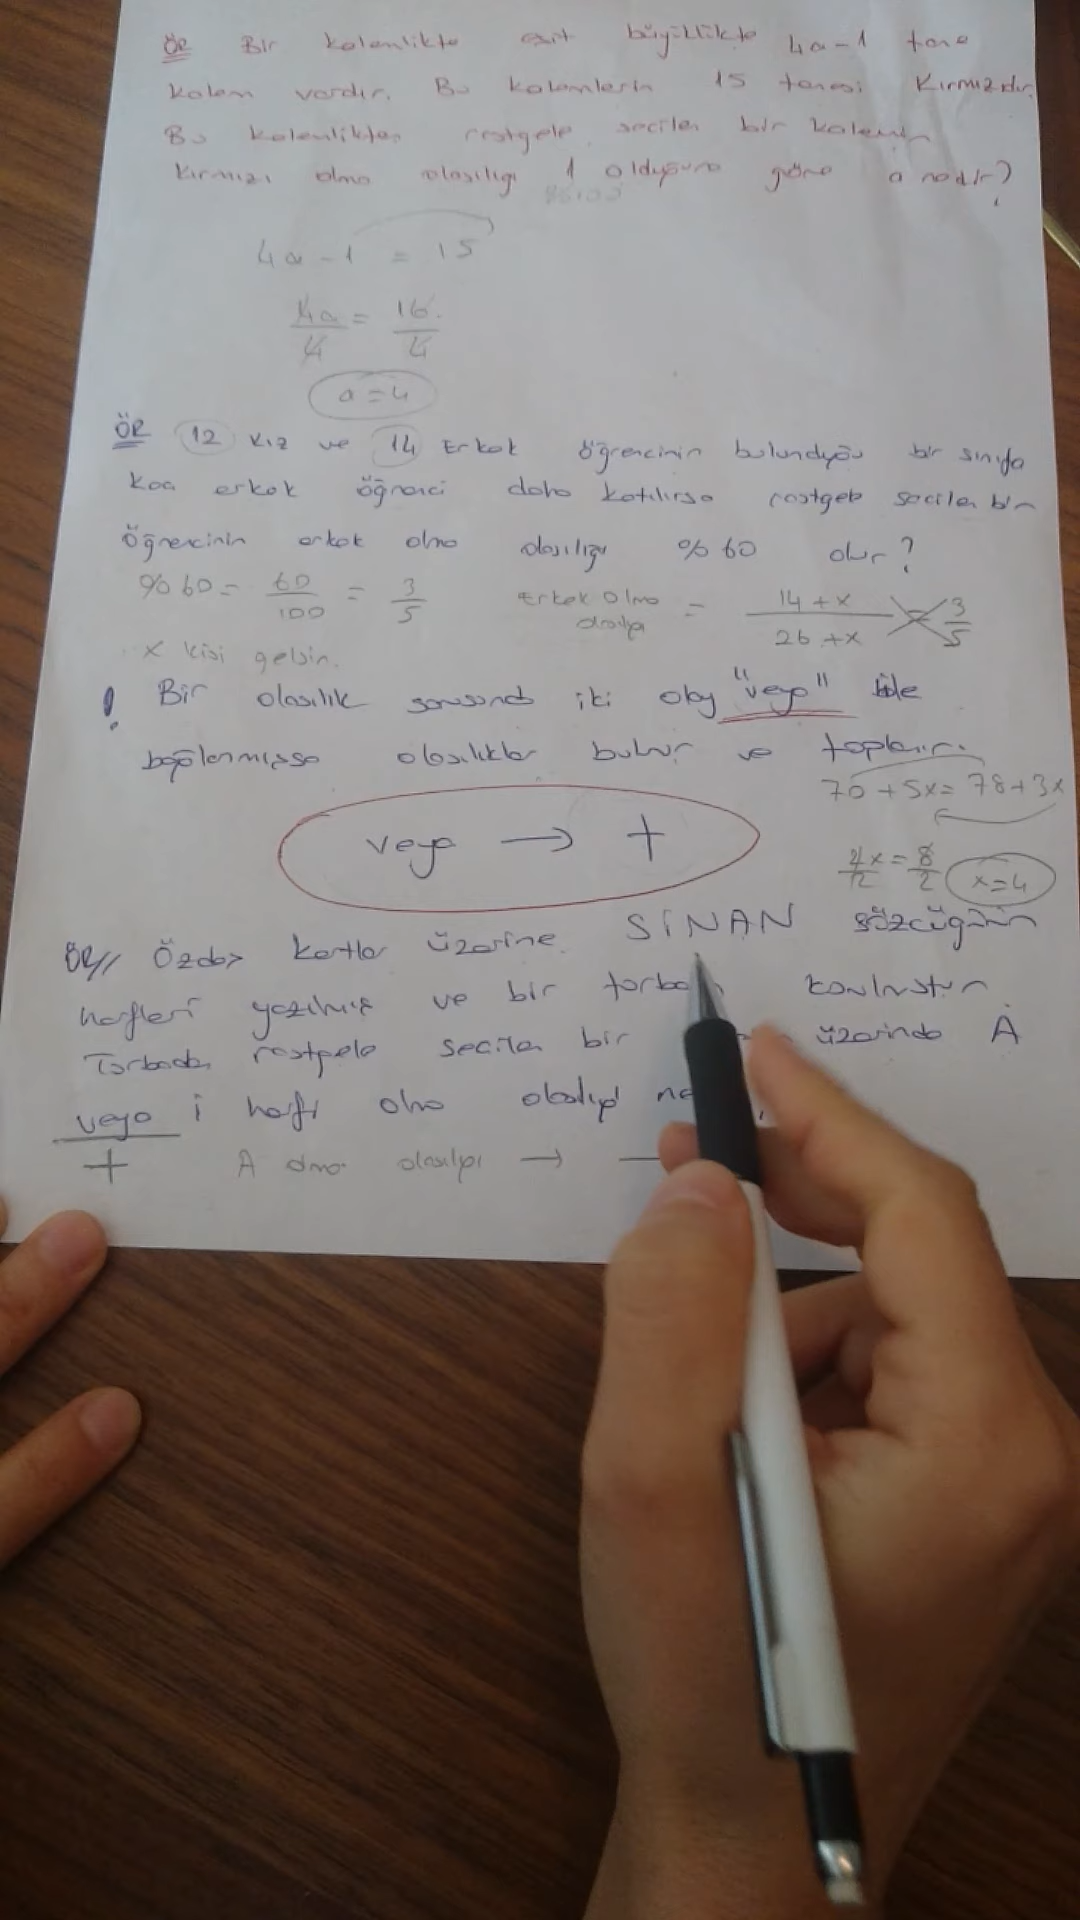 ÖR Bir kalemlikte eşit büyüklükte 4a-1 tane
kalem vardır. Bu kalemlerin 15 tanesi kırmızıdır.
Bu kalemlikten rastgele seçilen bir kalemin
kırmızı olma olasılığı 1 olduğuna göre a nedir?
4a-1 = 15
4a/4 = 16/4
a=4
ÖR 12 kız ve 14 Erkek öğrencinin bulunduğu bir sınıfa
kaç erkek öğrenci daha katılırsa rastgele seçilen bir
öğrencinin erkek olma olasılığı %60 olur?
%60 = 60/100 = 3/5
Erkek Olma olasılığı = 14+x/26+x = 3/5
x kişi gelsin.
! Bir olasılık sorusunda iki olay "veya" ile
bağlanmışsa olasılıklar bulunur ve toplanır.
70+5x=78+3x
veya → +
2x/2 = 8/2 x=4
ÖR// Özdeş kartlar üzerine SİNAN sözcüğünün
harfleri yazılmış ve bir torbaya konulmuştur
Torbadan rastgele seçilen bir üzerinde A
veya i harfi olma olasılığı
+ A olma olasılığı →